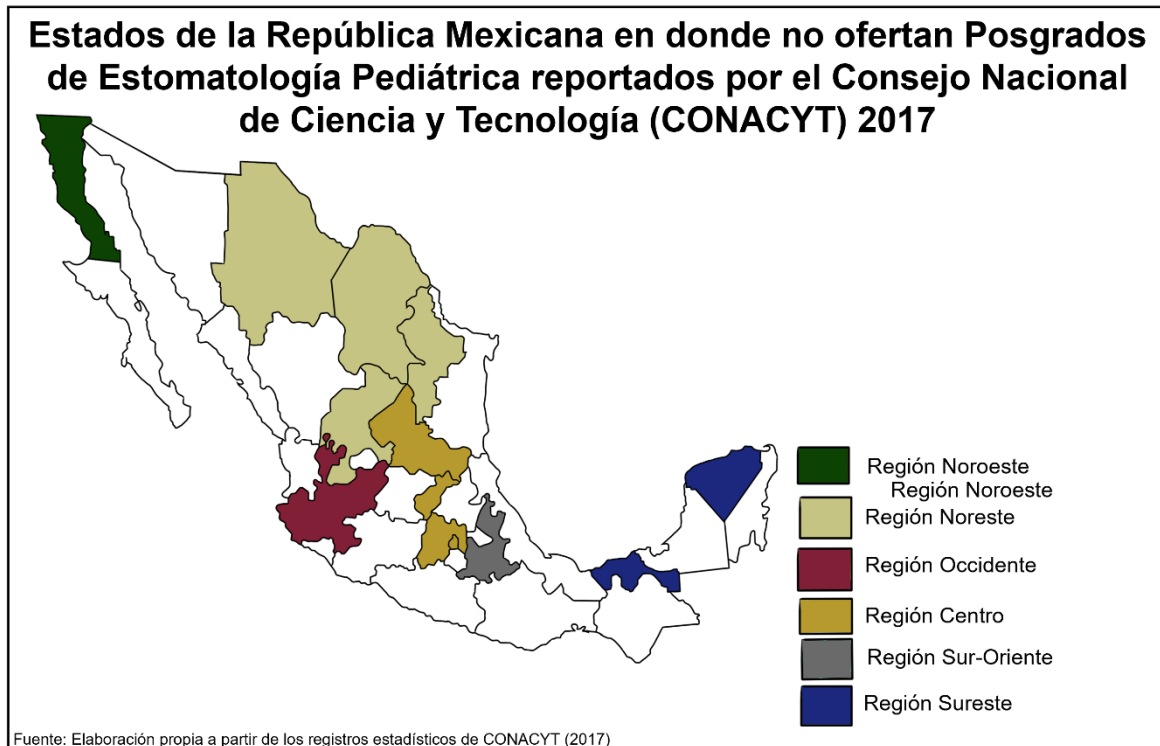 Estados de la República Mexicana en donde no ofertan Posgrados
de Estomatología Pediátrica reportados por el Consejo Nacional
de Ciencia y Tecnología (CONACYT) 2017
Región Noroeste
Región Noroeste
Región Noreste
Región Occidente
Región Centro
Región Sur-Oriente
Región Sureste
Fuente: Elaboración propia a partir de los registros estadísticos de CONACYT (2017)